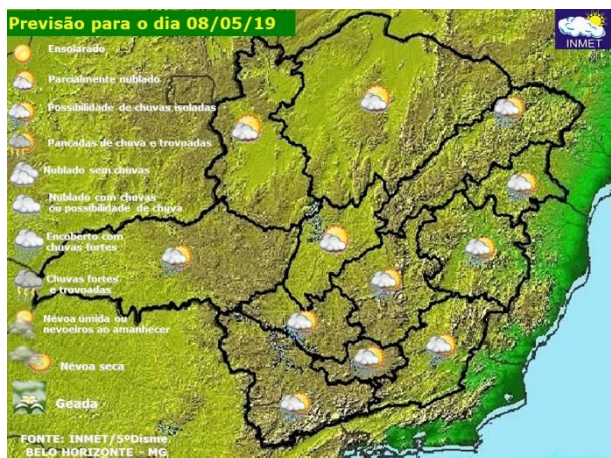 Previsão para o dia 08/05/19
INMET
Ensolarado
Parcialmente nublado
Possibilidade de chuvas isoladas
Pancadas de chuva e trovoadas
Nublado sem chuvas
Nublado com chuvas
ou possibilidade de chuva
Encoberto com
chuvas fortes
Chuvas fortes
e trovoadas
Névoa úmida ou
nevoeiros ao amanhecer
Névoa seca
Geada
FONTE: INMET/5ºDisme
BELO HORIZONTE - MG